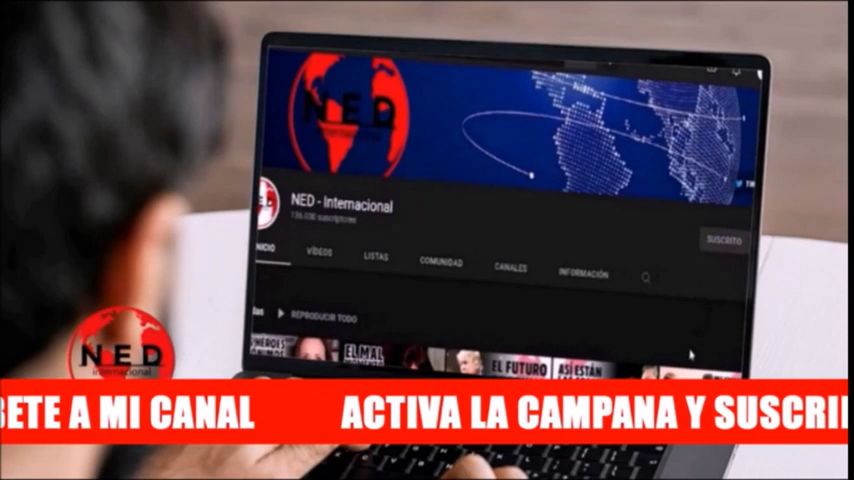 NED
NED - Internacional
SUSCRITO
INICIO VÍDEOS LISTAS COMUNIDAD CANALES INFORMACIÓN
REPRODUCIR TODO
HÉROES
EL MAL
EL FUTURO
ASÍ ESTÁN
NED
internacional
BETE A MI CANAL ACTIVA LA CAMPANA Y SUSCRI